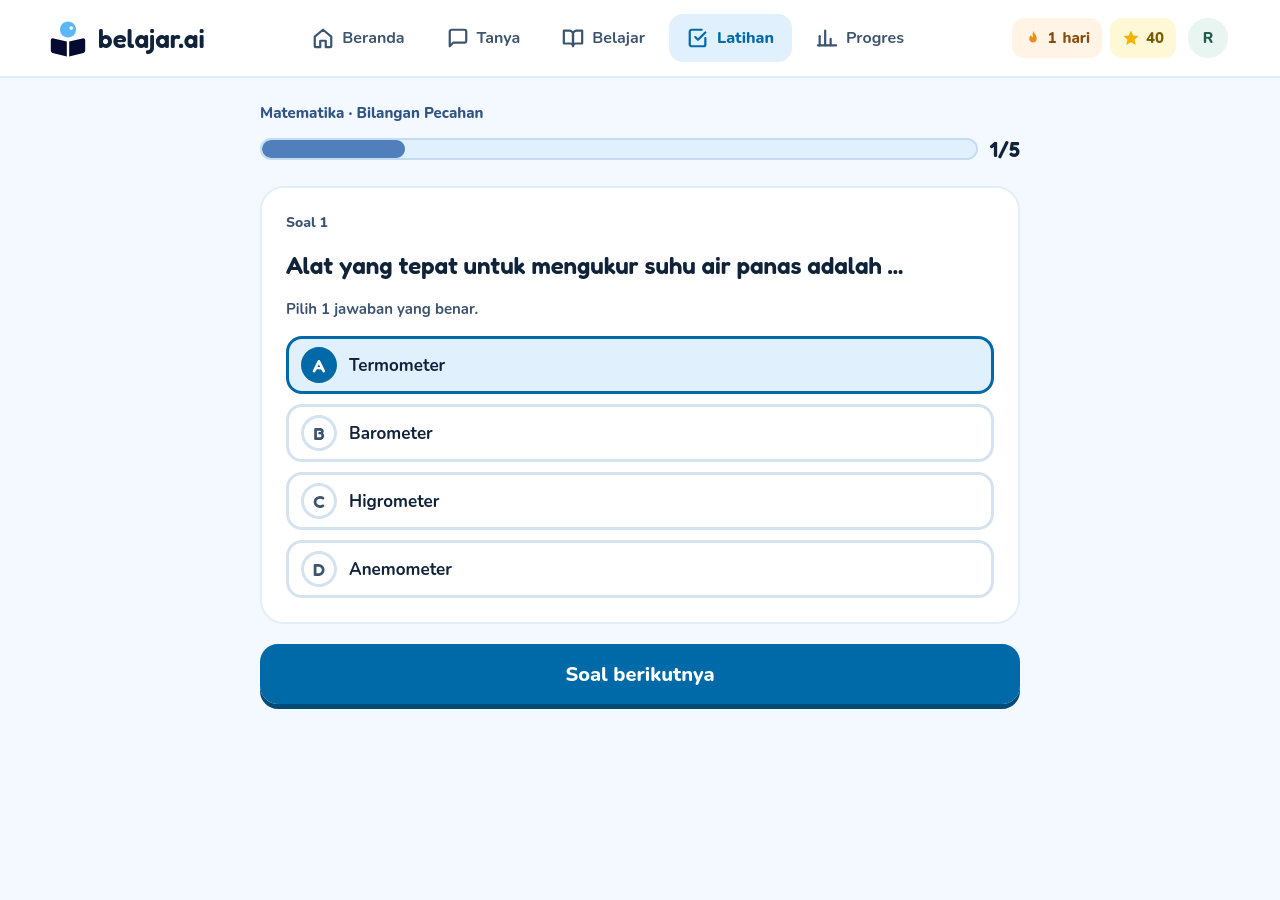 belajar.ai
Beranda
Tanya
Belajar
Latihan
Progres
1 hari
40
R
Matematika · Bilangan Pecahan
1/5
Soal 1
Alat yang tepat untuk mengukur suhu air panas adalah ...
Pilih 1 jawaban yang benar.
A Termometer
B Barometer
C Higrometer
D Anemometer
Soal berikutnya